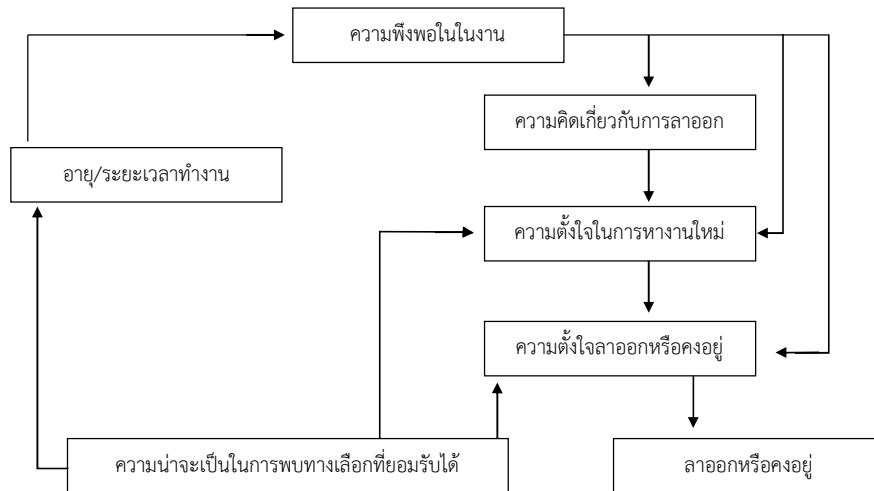 ความพึงพอในในงาน
ความคิดเกี่ยวกับการลาออก
อายุ/ระยะเวลาทำงาน
ความตั้งใจในการหางานใหม่
ความตั้งใจลาออกหรือคงอยู่
ความน่าจะเป็นในการพบทางเลือกที่ยอมรับได้
ลาออกหรือคงอยู่